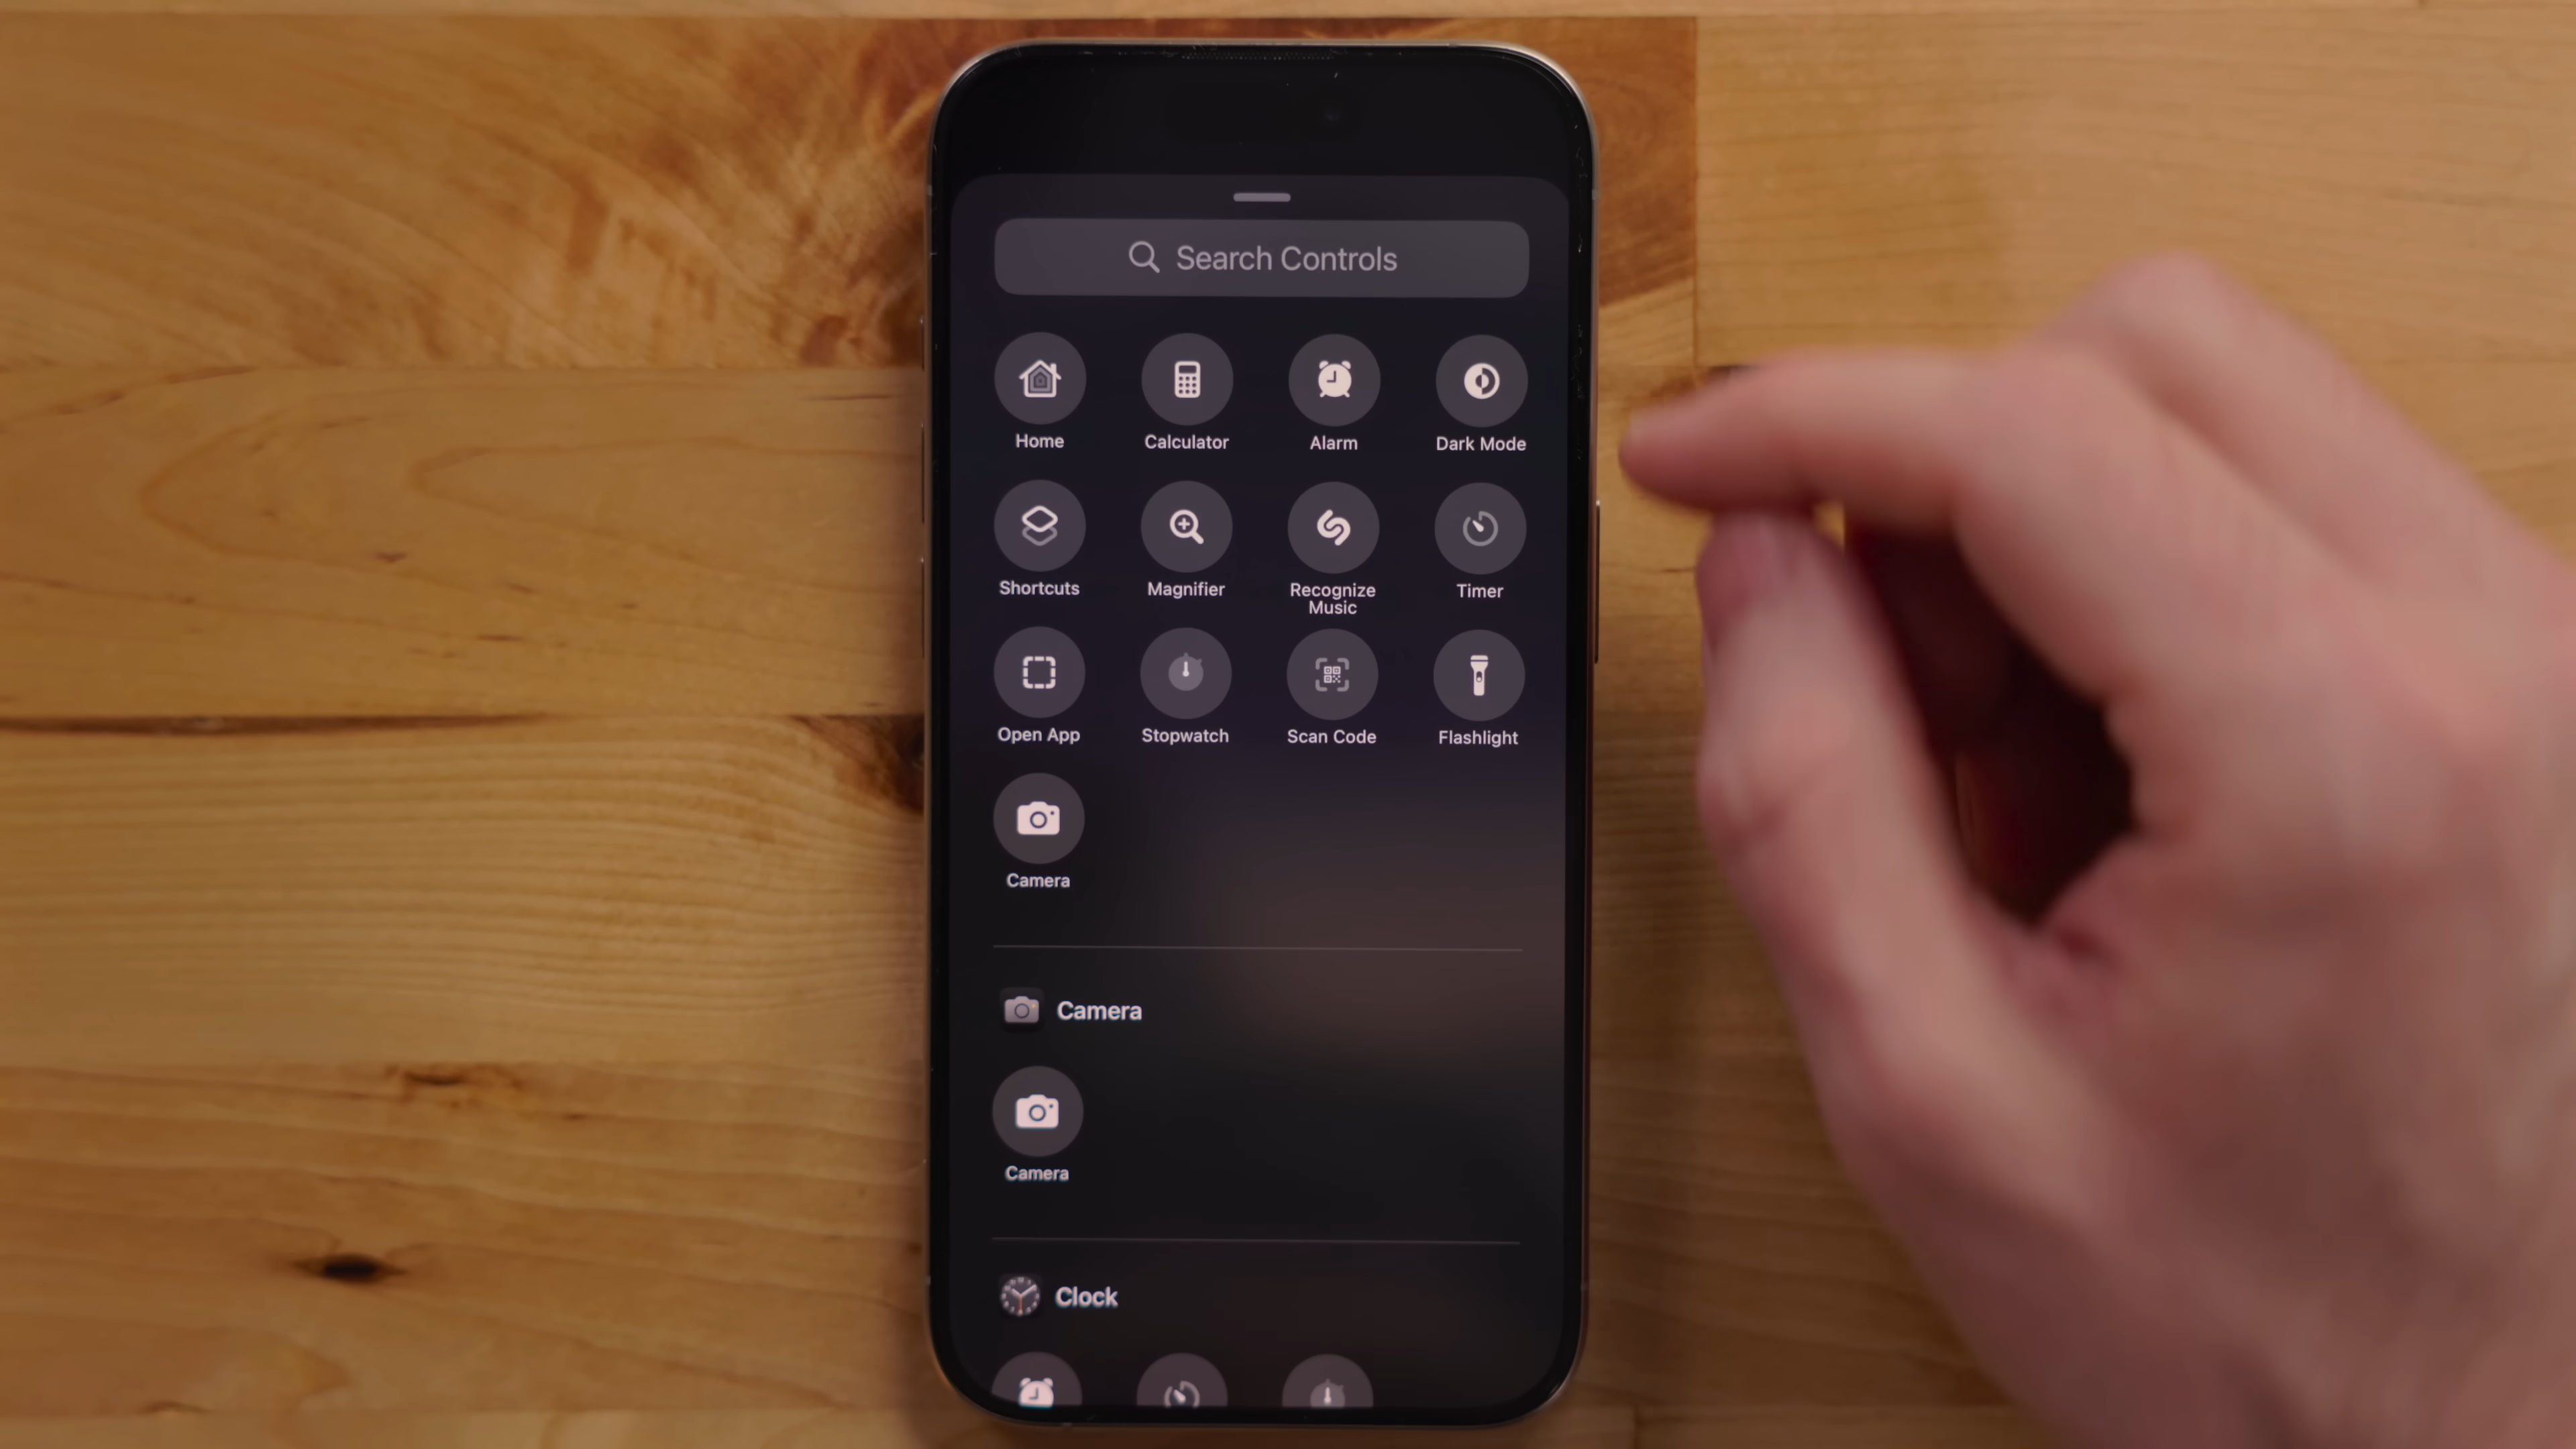 Search Controls
Home
Calculator
Alarm
Dark Mode
Shortcuts
Magnifier
Recognize
Music
Timer
Open App
Stopwatch
Scan Code
Flashlight
Camera
Camera
Camera
Clock